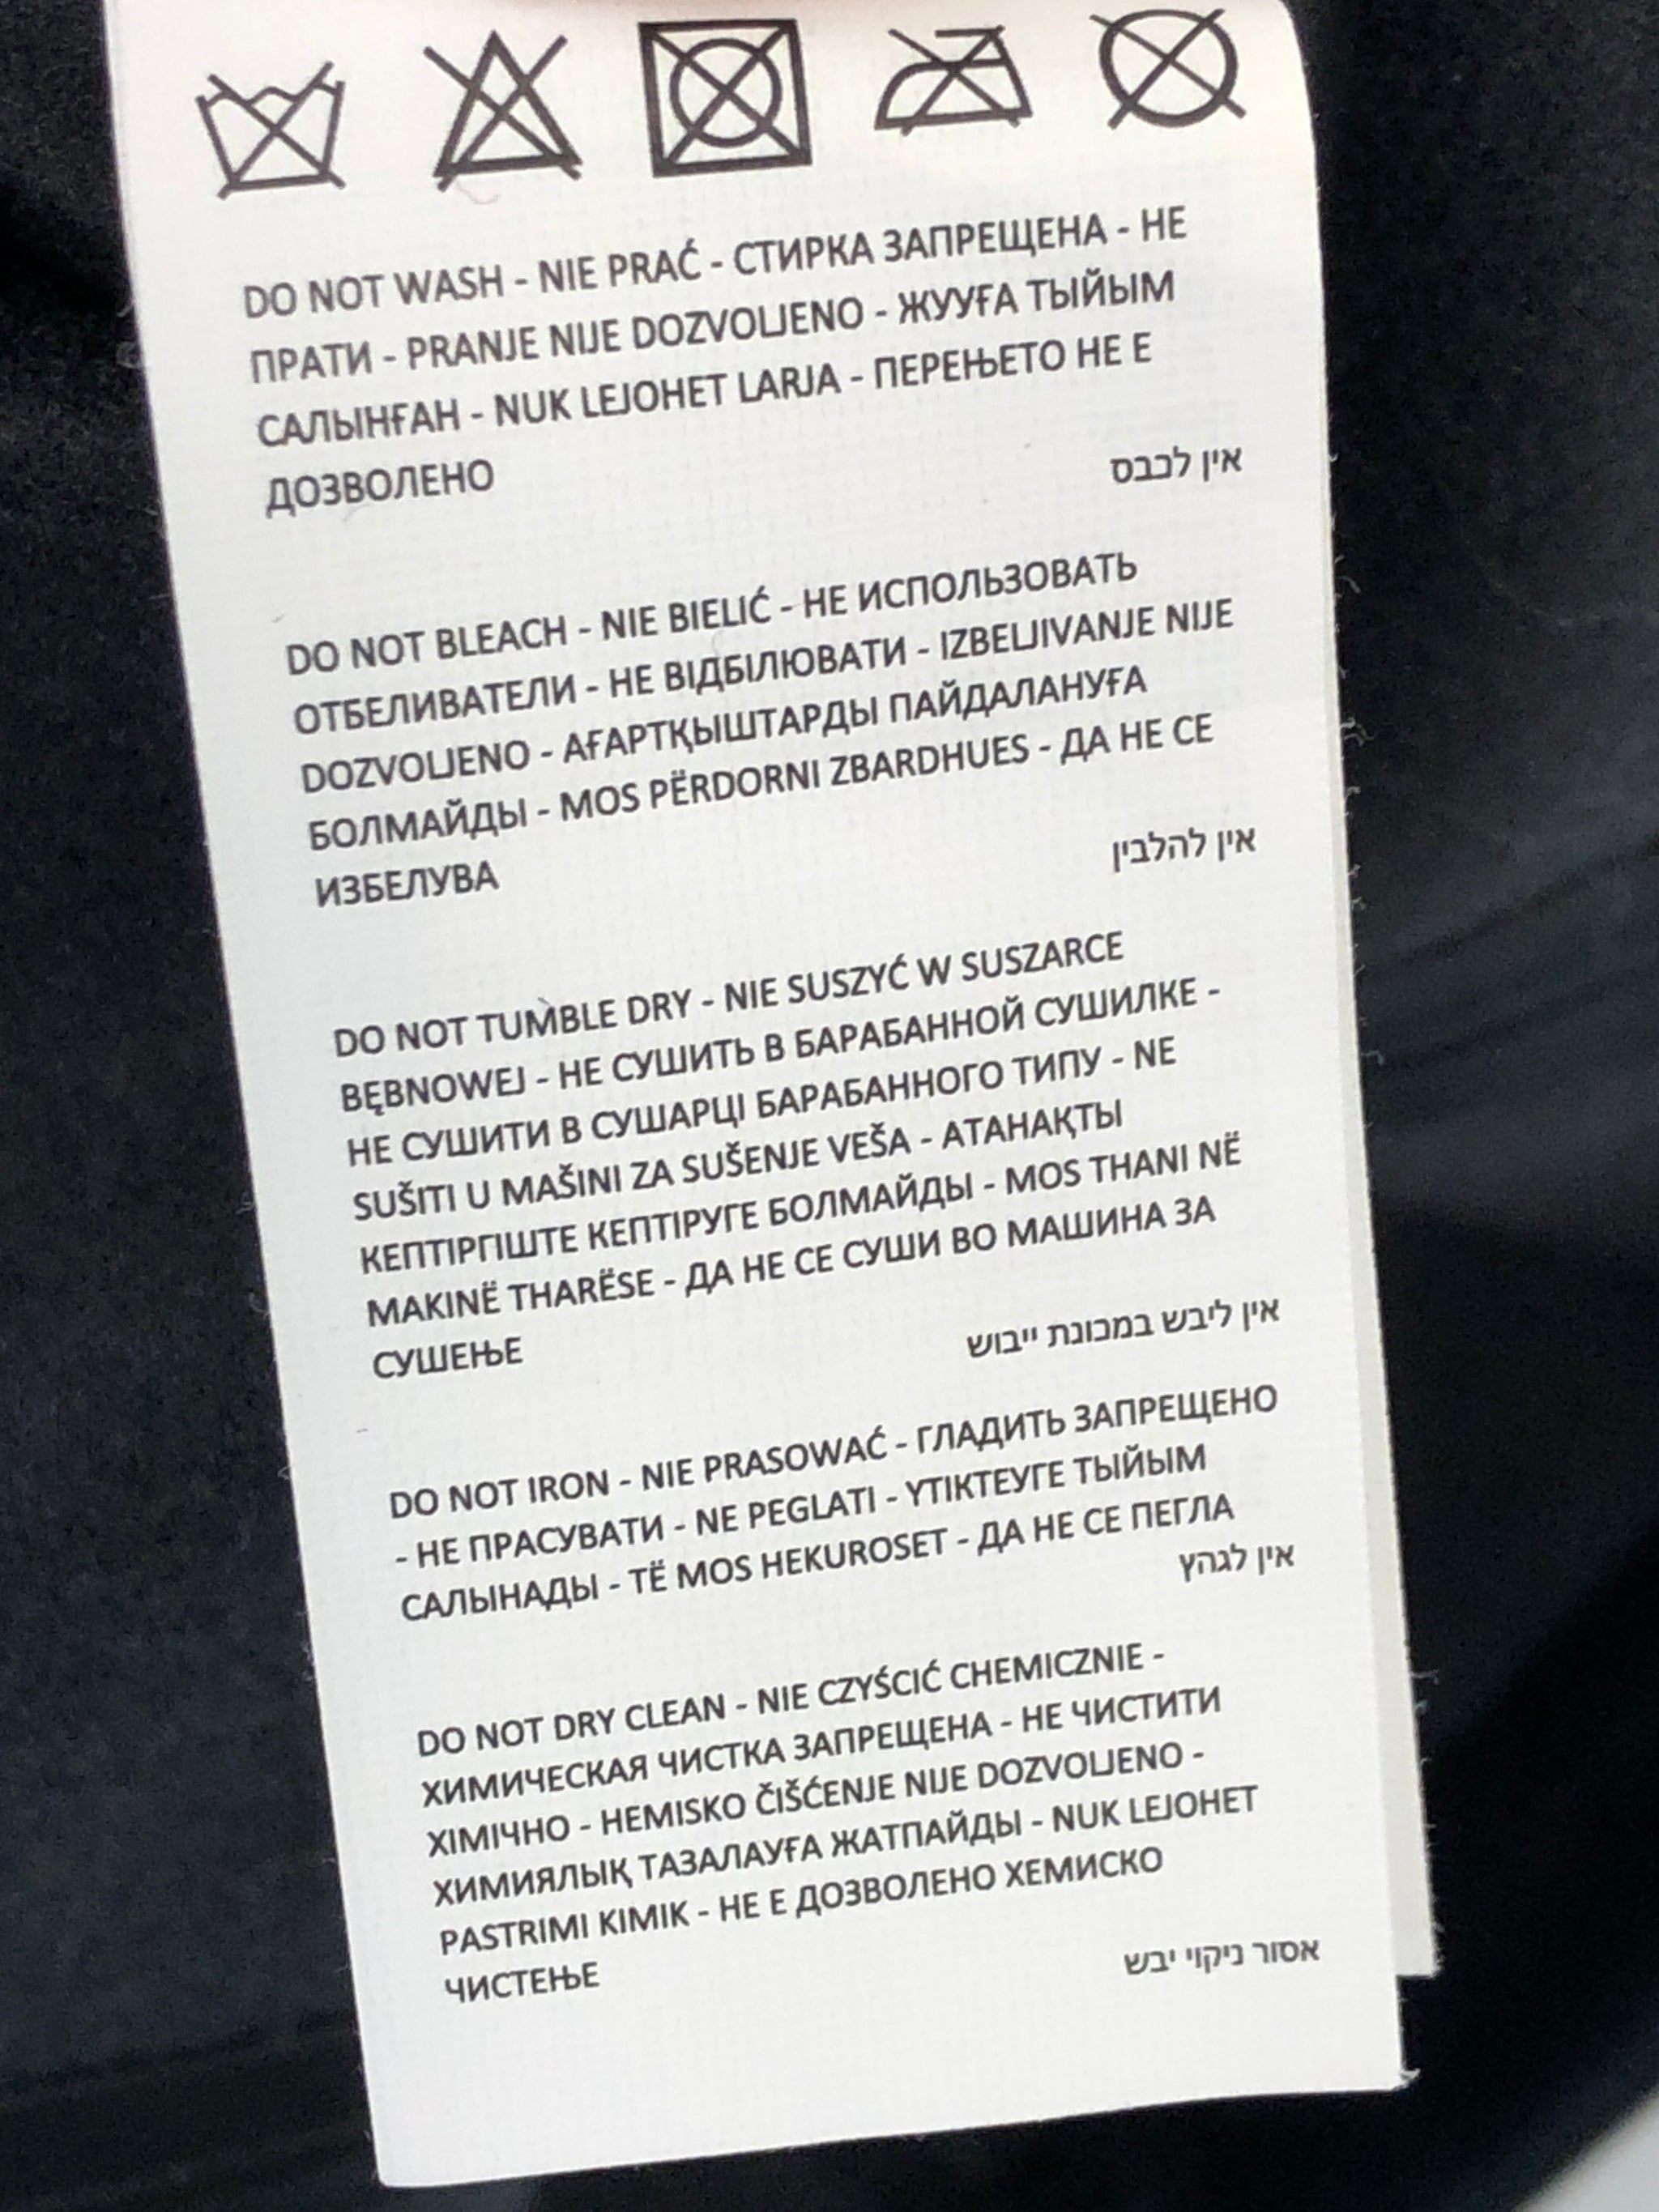 DO NOT WASH - NIE PRAĆ - СТИРКА ЗАПРЕЩЕНА - НЕ
ПРАТИ - PRANJE NIJE DOZVOLJENO - ЖУУҒА ТЫЙЫМ
САЛЫНҒАН - NUK LEJOHET LARJA - ПЕРЕЊЕТО НЕ Е
ДОЗВОЛЕНО
אין לכבס
DO NOT BLEACH - NIE BIELIĆ - НЕ ИСПОЛЬЗОВАТЬ
ОТБЕЛИВАТЕЛИ - НЕ ВІДБІЛЮВАТИ - IZBELJIVANJE NIJE
DOZVOLJENO - АҒАРТҚЫШТАРДЫ ПАЙДАЛАНУҒА
БОЛМАЙДЫ - MOS PËRDORNI ZBARDHUES - ДА НЕ СЕ
ИЗБЕЛУВА
אין להלבין
DO NOT TUMBLE DRY - NIE SUSZYĆ W SUSZARCE
BĘBNOWEJ - НЕ СУШИТЬ В БАРАБАННОЙ СУШИЛКЕ -
НЕ СУШИТИ В СУШАРЦІ БАРАБАННОГО ТИПУ - NE
SUŠITI U MAŠINI ZA SUŠENJE VEŠA - АТАНАҚТЫ
КЕПТІРГІШТЕ КЕПТІРУГЕ БОЛМАЙДЫ - MOS THANI NË
MAKINË THARËSE - ДА НЕ СЕ СУШИ ВО МАШИНА ЗА
СУШЕЊЕ
אין ליבש במכונת ייבוש
DO NOT IRON - NIE PRASOWAĆ - ГЛАДИТЬ ЗАПРЕЩЕНО
- НЕ ПРАСУВАТИ - NE PEGLATI - ҮТІКТЕУГЕ ТЫЙЫМ
САЛЫНАДЫ - TË MOS HEKUROSET - ДА НЕ СЕ ПЕГЛА
אין לגהץ
DO NOT DRY CLEAN - NIE CZYŚCIĆ CHEMICZNIE -
ХИМИЧЕСКАЯ ЧИСТКА ЗАПРЕЩЕНА - НЕ ЧИСТИТИ
ХІМІЧНО - HEMISKO ČIŠĆENJE NIJE DOZVOLJENO -
ХИМИЯЛЫҚ ТАЗАЛАУҒА ЖАТПАЙДЫ - NUK LEJOHET
PASTRIMI KIMIK - НЕ Е ДОЗВОЛЕНО ХЕМИСКО
ЧИСТЕЊЕ
אסור ניקוי יבש